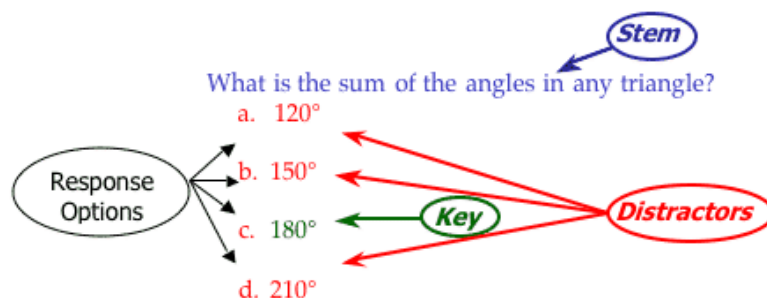 Stem
What is the sum of the angles in any triangle?
a. 120°
b. 150°
Response
Options
Key
Distractors
c. 180°
d. 210°